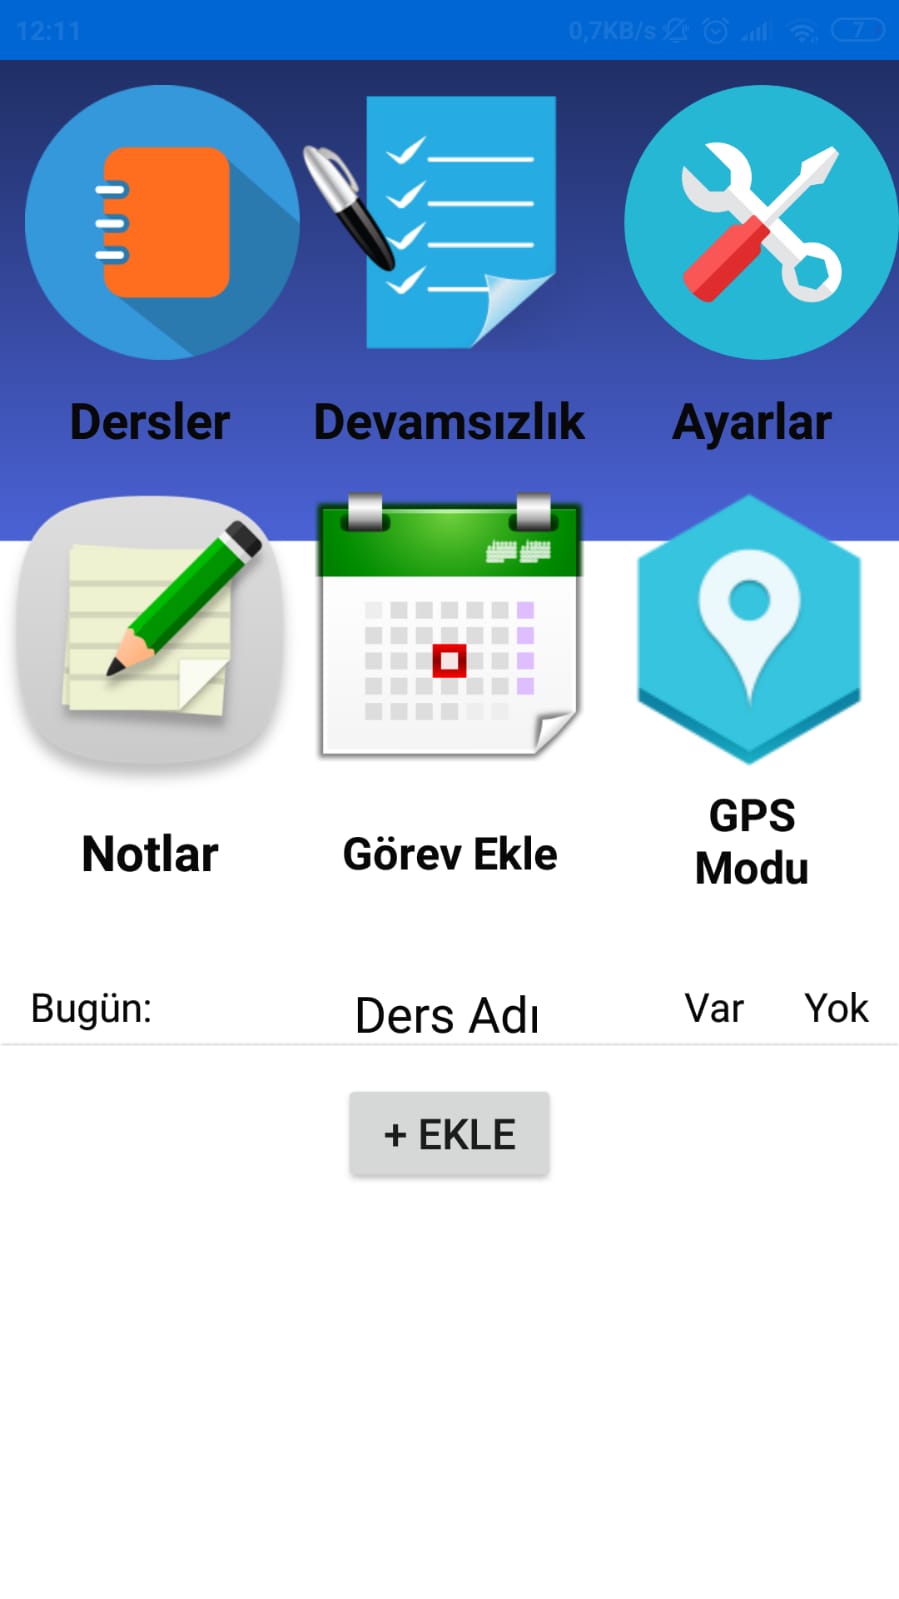 12:11 0,7KB/s 7
Dersler Devamsızlık Ayarlar
Notlar Görev Ekle GPS Modu
Bugün: Ders Adı Var Yok
+ EKLE